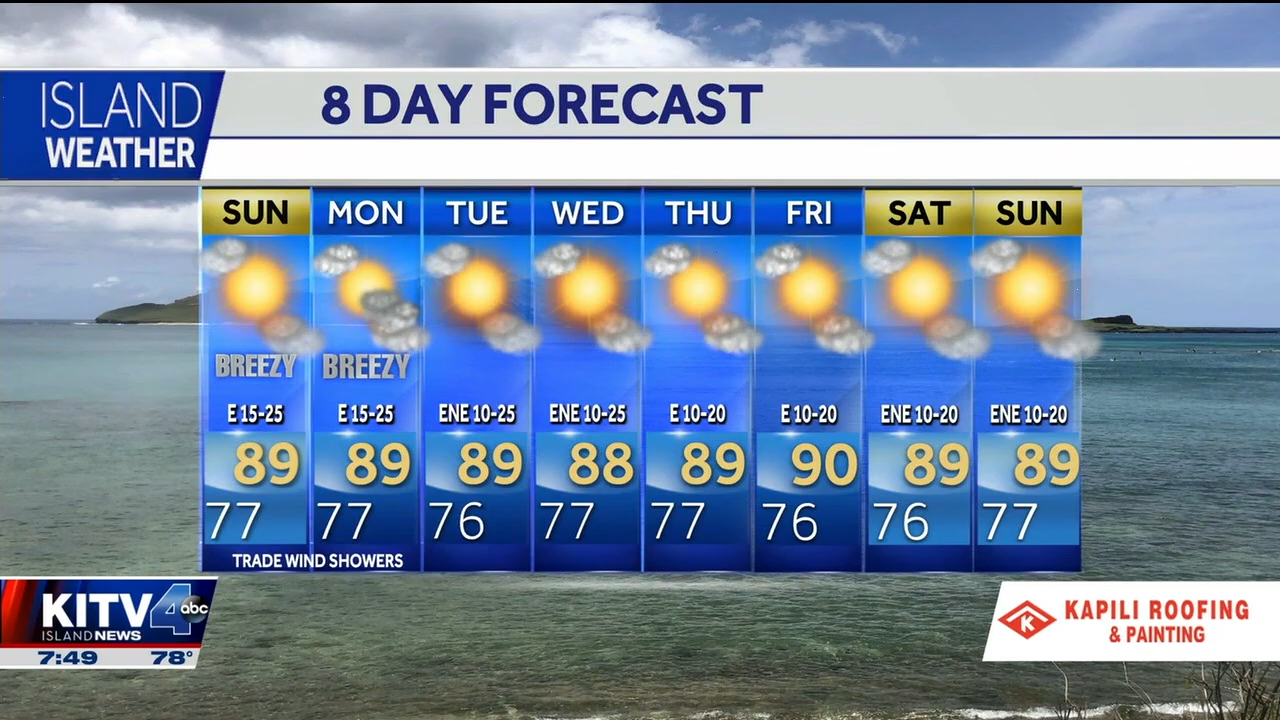 ISLAND
WEATHER
8 DAY FORECAST
SUN MON TUE WED THU FRI SAT SUN
BREEZY BREEZY
E 15-25 E 15-25 ENE 10-25 ENE 10-25 E 10-20 E 10-20 ENE 10-20 ENE 10-20
89 89 89 88 89 90 89 89
77 77 76 77 77 76 76 77
TRADE WIND SHOWERS
KITV4 abc
ISLAND NEWS
7:49 78°
K
KAPILI ROOFING
& PAINTING